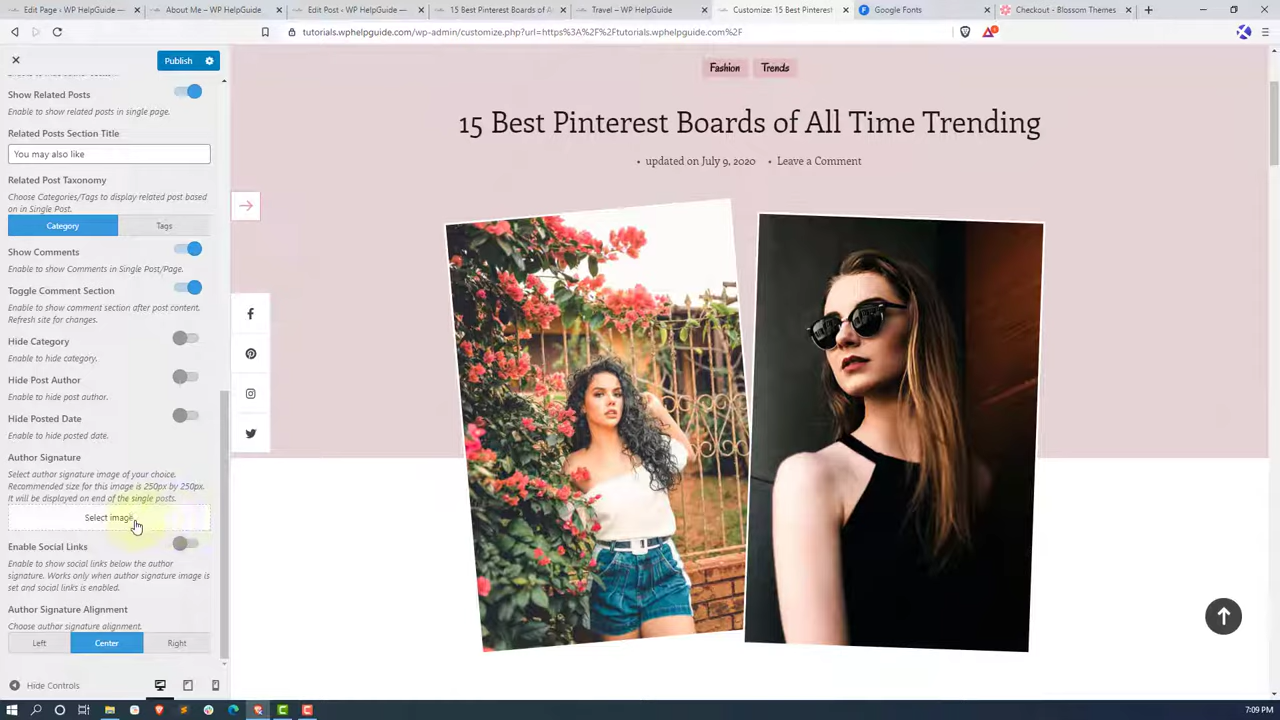 Edit Page ‹ WP HelpGuide —
About Me – WP HelpGuide
Edit Post ‹ WP HelpGuide —
15 Best Pinterest Boards of A
Travel – WP HelpGuide
Customize: 15 Best Pinterest
Google Fonts
Checkout - Blossom Themes
tutorials.wphelpguide.com/wp-admin/customize.php?url=https%3A%2F%2Ftutorials.wphelpguide.com%2F
Publish
Show Related Posts
Enable to show related posts in single page.
Related Posts Section Title
You may also like
Related Post Taxonomy
Choose Categories/Tags to display related post based
on in Single Post.
Category Tags
Show Comments
Enable to show Comments in Single Post/Page.
Toggle Comment Section
Enable to show comment section after post content.
Refresh site for changes.
Hide Category
Enable to hide category.
Hide Post Author
Enable to hide post author.
Hide Posted Date
Enable to hide posted date.
Author Signature
Select author signature image of your choice.
Recommended size for this image is 250px by 250px.
It will be displayed on end of the single posts.
Select image
Enable Social Links
Enable to show social links below the author
signature. Works only when author signature image is
set and social links is enabled.
Author Signature Alignment
Choose author signature alignment.
Left Center Right
Hide Controls
Fashion Trends
15 Best Pinterest Boards of All Time Trending
• updated on July 9, 2020 • Leave a Comment
7:09 PM